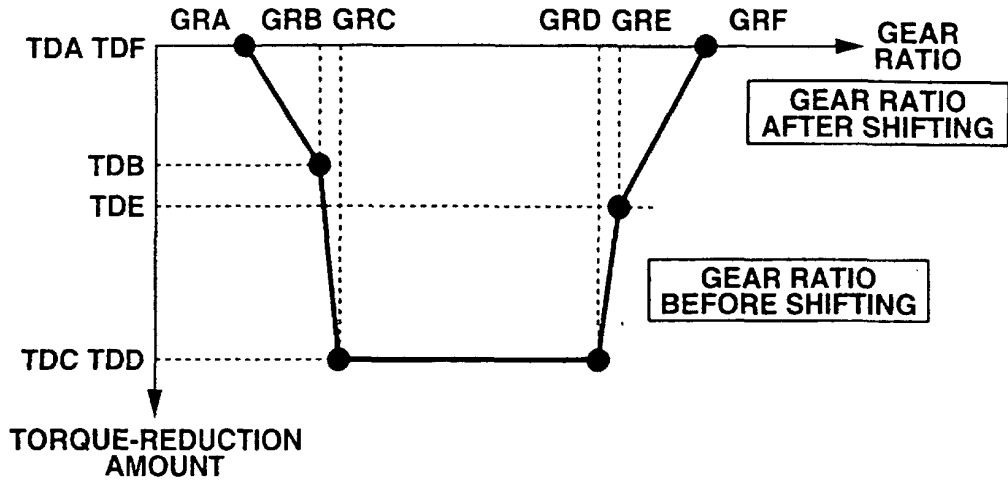 GRA GRB GRC GRD GRE GRF
TDA TDF
GEAR
RATIO
GEAR RATIO
AFTER SHIFTING
TDB
TDE
GEAR RATIO
BEFORE SHIFTING
TDC TDD
TORQUE-REDUCTION
AMOUNT